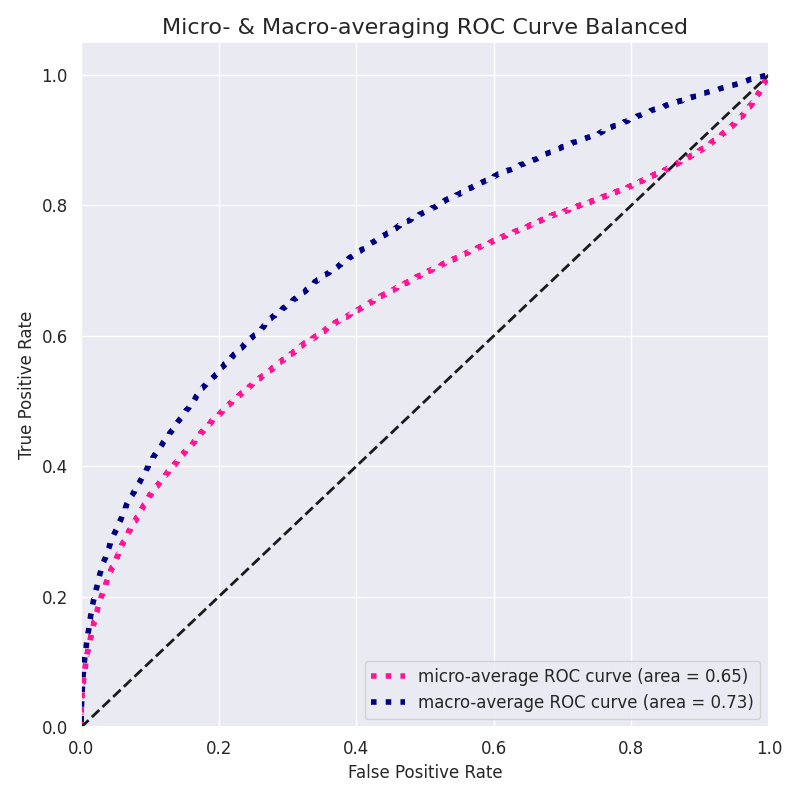 Micro- & Macro-averaging ROC Curve Balanced
True Positive Rate
1.0
0.8
0.6
0.4
0.2
0.0
0.0 0.2 0.4 0.6 0.8 1.0
False Positive Rate
micro-average ROC curve (area = 0.65)
macro-average ROC curve (area = 0.73)